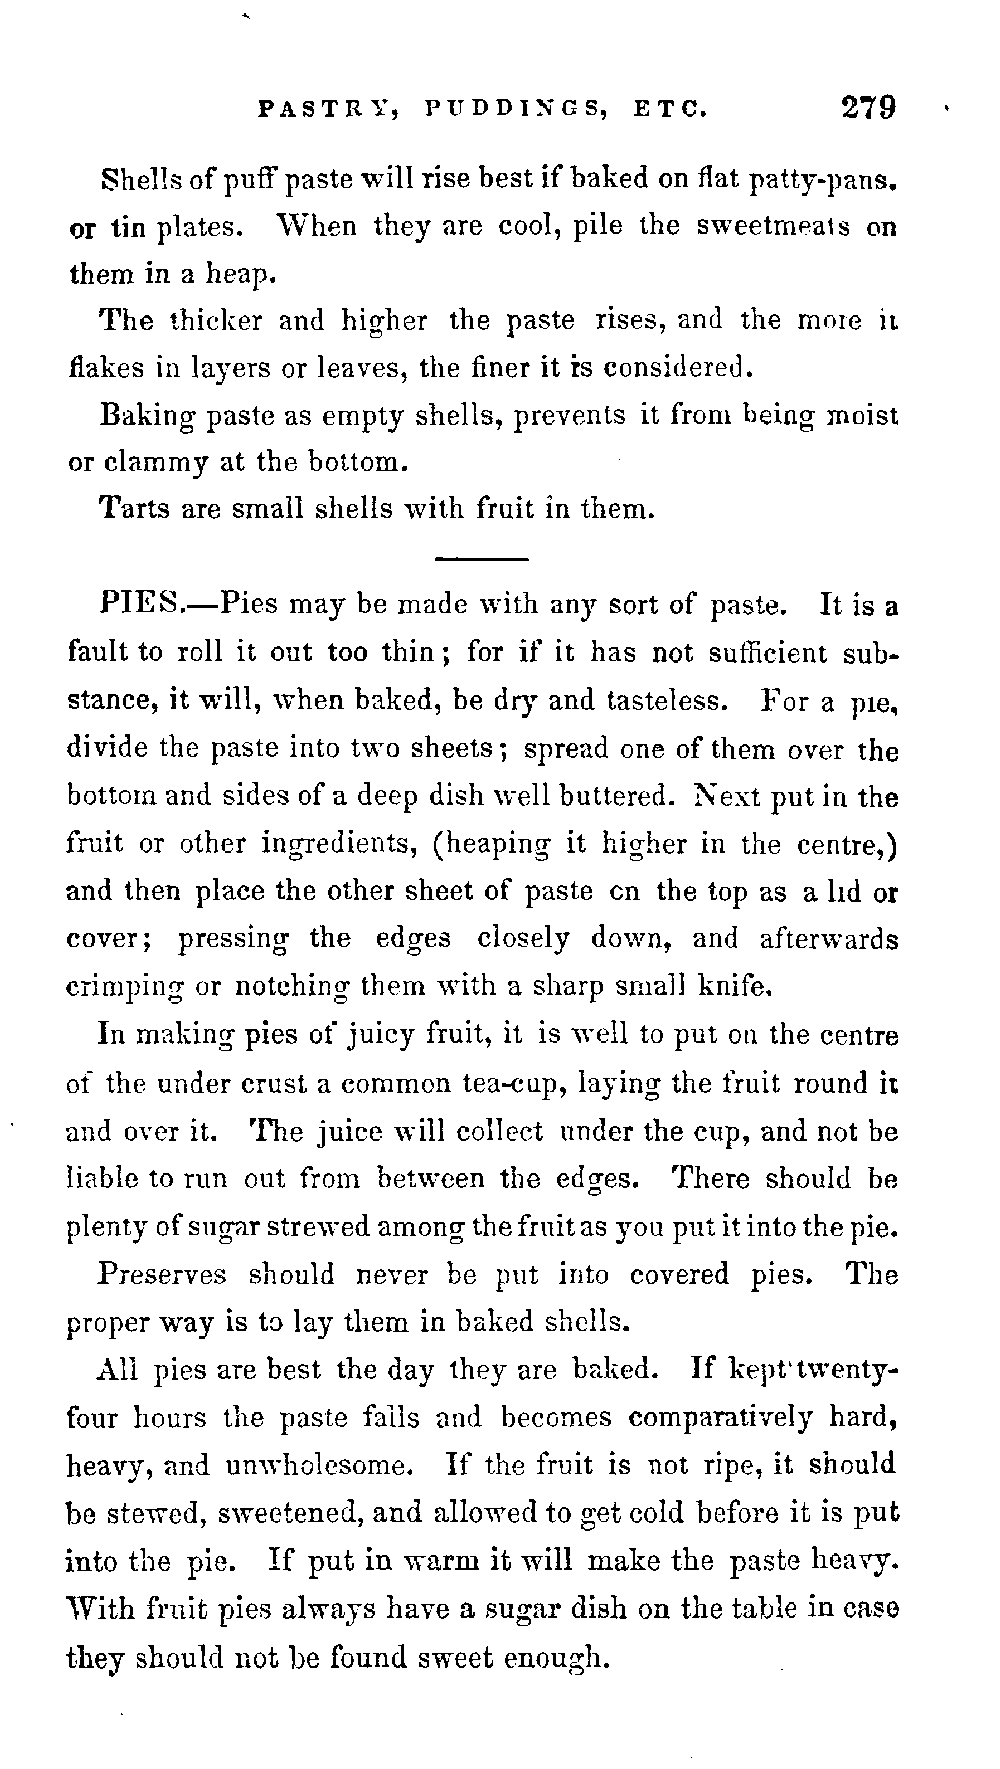 PASTRY, PUDDINGS, ETC. 279
Shells of puff paste will rise best if baked on flat patty-pans.
or tin plates. When they are cool, pile the sweetmeats on
them in a heap.
The thicker and higher the paste rises, and the more it
flakes in layers or leaves, the finer it is considered.
Baking paste as empty shells, prevents it from being moist
or clammy at the bottom.
Tarts are small shells with fruit in them.
PIES.—Pies may be made with any sort of paste. It is a
fault to roll it out too thin; for if it has not sufficient sub-
stance, it will, when baked, be dry and tasteless. For a pie,
divide the paste into two sheets; spread one of them over the
bottom and sides of a deep dish well buttered. Next put in the
fruit or other ingredients, (heaping it higher in the centre,)
and then place the other sheet of paste on the top as a lid or
cover; pressing the edges closely down, and afterwards
crimping or notching them with a sharp small knife.
In making pies of juicy fruit, it is well to put on the centre
of the under crust a common tea-cup, laying the fruit round it
and over it. The juice will collect under the cup, and not be
liable to run out from between the edges. There should be
plenty of sugar strewed among the fruit as you put it into the pie.
Preserves should never be put into covered pies. The
proper way is to lay them in baked shells.
All pies are best the day they are baked. If kept twenty-
four hours the paste falls and becomes comparatively hard,
heavy, and unwholesome. If the fruit is not ripe, it should
be stewed, sweetened, and allowed to get cold before it is put
into the pie. If put in warm it will make the paste heavy.
With fruit pies always have a sugar dish on the table in case
they should not be found sweet enough.